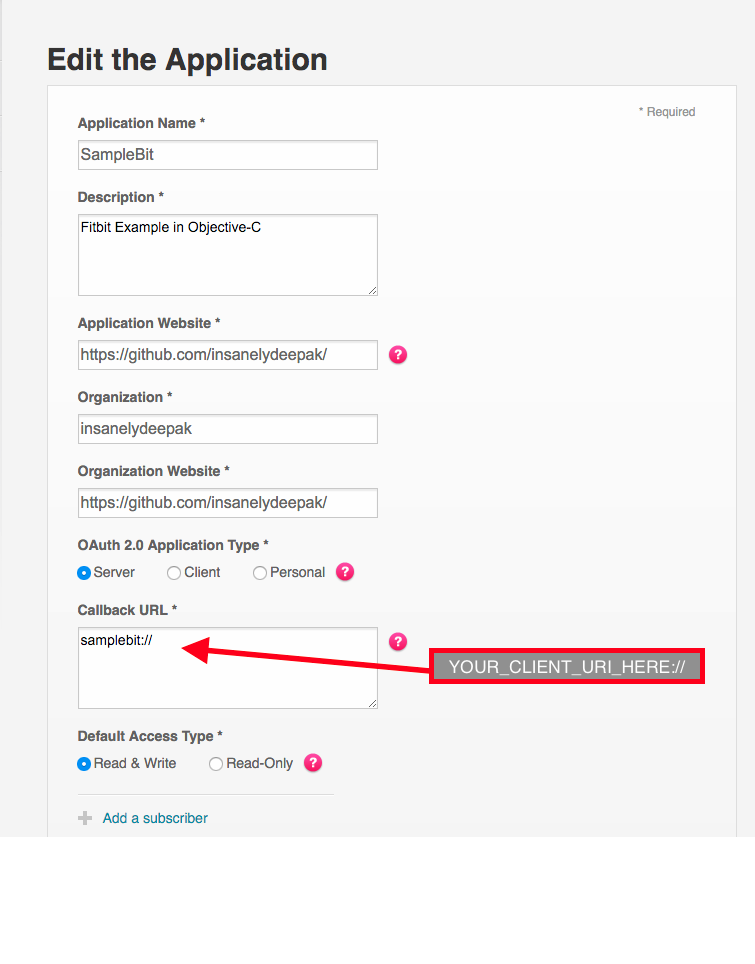 Edit the Application
* Required
Application Name *
SampleBit
Description *
Fitbit Example in Objective-C
Application Website *
https://github.com/insanelydeepak/
?
Organization *
insanelydeepak
Organization Website *
https://github.com/insanelydeepak/
OAuth 2.0 Application Type *
Server Client Personal ?
Callback URL *
samplebit://
?
YOUR_CLIENT_URI_HERE://
Default Access Type *
Read & Write Read-Only ?
Add a subscriber